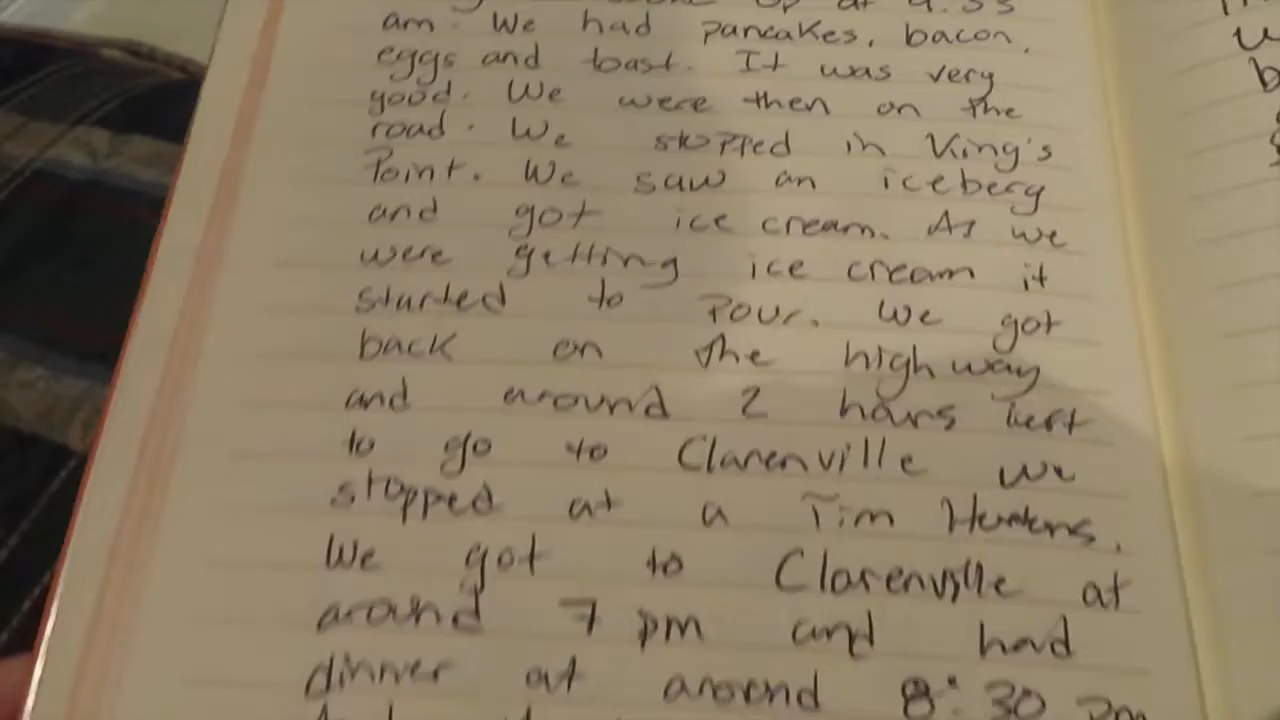 up at 9:53
am. We had pancakes, bacon,
eggs and toast. It was very
good. We were then on the
road. We stopped in King's
Point. We saw an iceberg
and got ice cream. As we
were getting ice cream it
started to pour. We got
back on the highway
and around 2 hours left
to go to Clarenville we
stopped at a Tim Hortons.
We got to Clarenville at
around 7 pm and had
dinner at around 8:30 pm